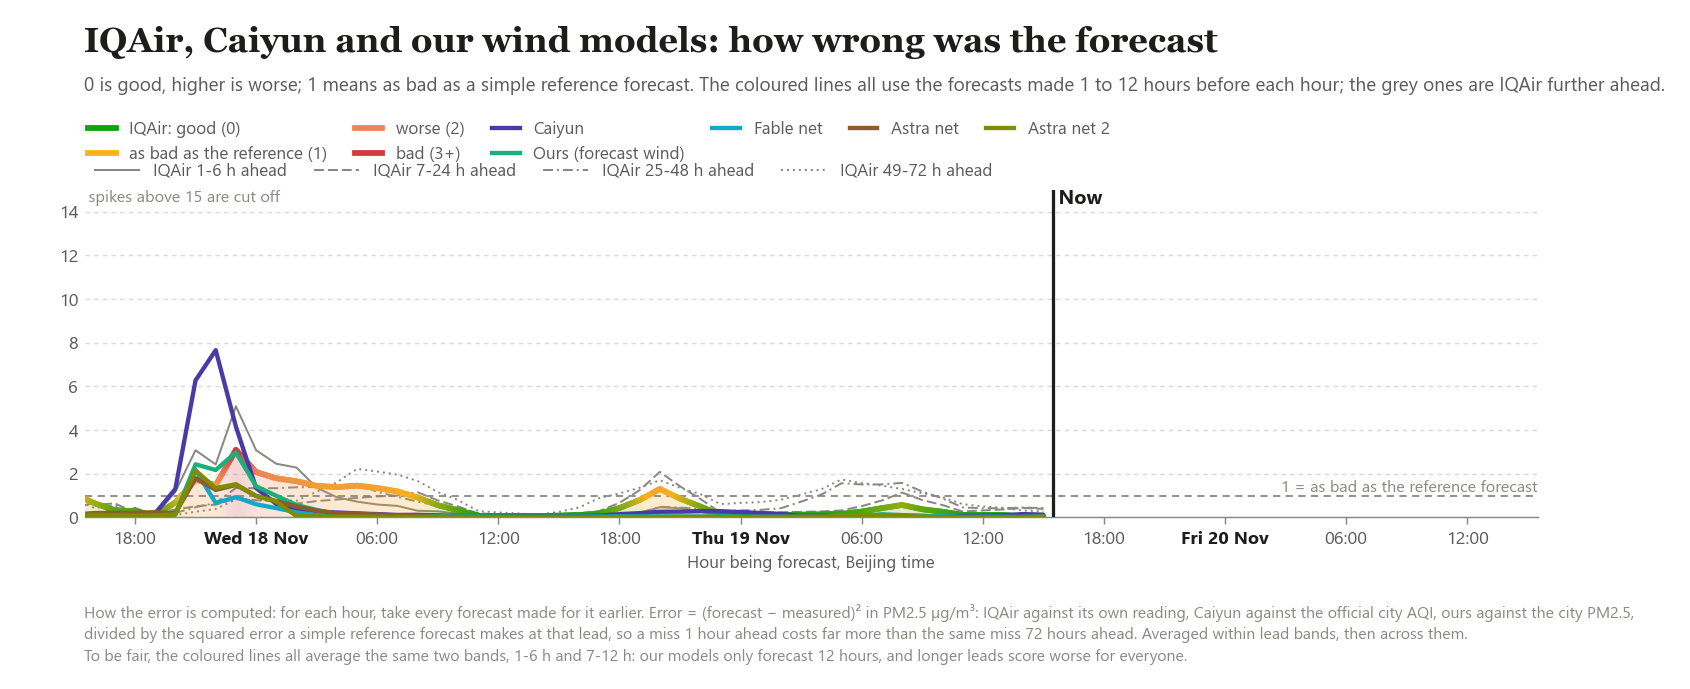 IQAir, Caiyun and our wind models: how wrong was the forecast
0 is good, higher is worse; 1 means as bad as a simple reference forecast. The coloured lines all use the forecasts made 1 to 12 hours before each hour; the grey ones are IQAir further ahead.
IQAir: good (0) worse (2) Caiyun Fable net Astra net Astra net 2
as bad as the reference (1) bad (3+) Ours (forecast wind)
IQAir 1-6 h ahead IQAir 7-24 h ahead IQAir 25-48 h ahead IQAir 49-72 h ahead
spikes above 15 are cut off
Now
14
12
10
8
6
4
2
1 = as bad as the reference forecast
0
18:00 Wed 18 Nov 06:00 12:00 18:00 Thu 19 Nov 06:00 12:00 18:00 Fri 20 Nov 06:00 12:00
Hour being forecast, Beijing time
How the error is computed: for each hour, take every forecast made for it earlier. Error = (forecast − measured)² in PM2.5 µg/m³: IQAir against its own reading, Caiyun against the official city AQI, ours against the city PM2.5,
divided by the squared error a simple reference forecast makes at that lead, so a miss 1 hour ahead costs far more than the same miss 72 hours ahead. Averaged within lead bands, then across them.
To be fair, the coloured lines all average the same two bands, 1-6 h and 7-12 h: our models only forecast 12 hours, and longer leads score worse for everyone.